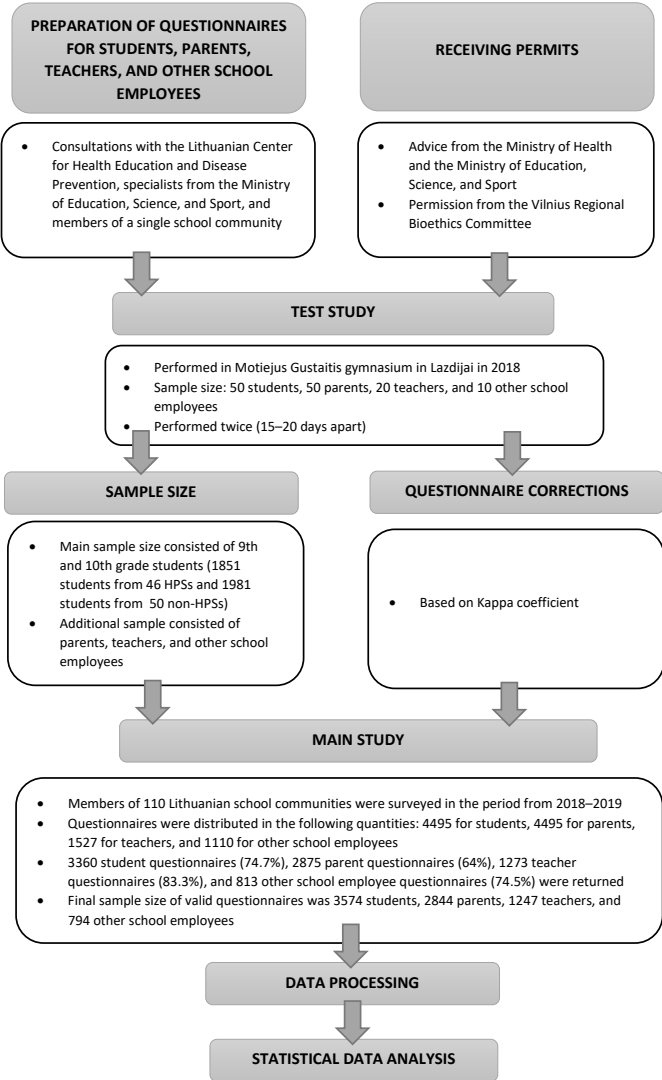 PREPARATION OF QUESTIONNAIRES
FOR STUDENTS, PARENTS,
TEACHERS, AND OTHER SCHOOL
EMPLOYEES
RECEIVING PERMITS
• Consultations with the Lithuanian Center
for Health Education and Disease
Prevention, specialists from the Ministry
of Education, Science, and Sport, and
members of a single school community
• Advice from the Ministry of Health
and the Ministry of Education,
Science, and Sport
• Permission from the Vilnius Regional
Bioethics Committee
TEST STUDY
• Performed in Motiejus Gustaitis gymnasium in Lazdijai in 2018
• Sample size: 50 students, 50 parents, 20 teachers, and 10 other school
employees
• Performed twice (15–20 days apart)
SAMPLE SIZE
QUESTIONNAIRE CORRECTIONS
• Main sample size consisted of 9th
and 10th grade students (1851
students from 46 HPSs and 1981
students from 50 non-HPSs)
• Additional sample consisted of
parents, teachers, and other school
employees
• Based on Kappa coefficient
MAIN STUDY
• Members of 110 Lithuanian school communities were surveyed in the period from 2018–2019
• Questionnaires were distributed in the following quantities: 4495 for students, 4495 for parents,
1527 for teachers, and 1110 for other school employees
• 3360 student questionnaires (74.7%), 2875 parent questionnaires (64%), 1273 teacher
questionnaires (83.3%), and 813 other school employee questionnaires (74.5%) were returned
• Final sample size of valid questionnaires was 3574 students, 2844 parents, 1247 teachers, and
794 other school employees
DATA PROCESSING
STATISTICAL DATA ANALYSIS